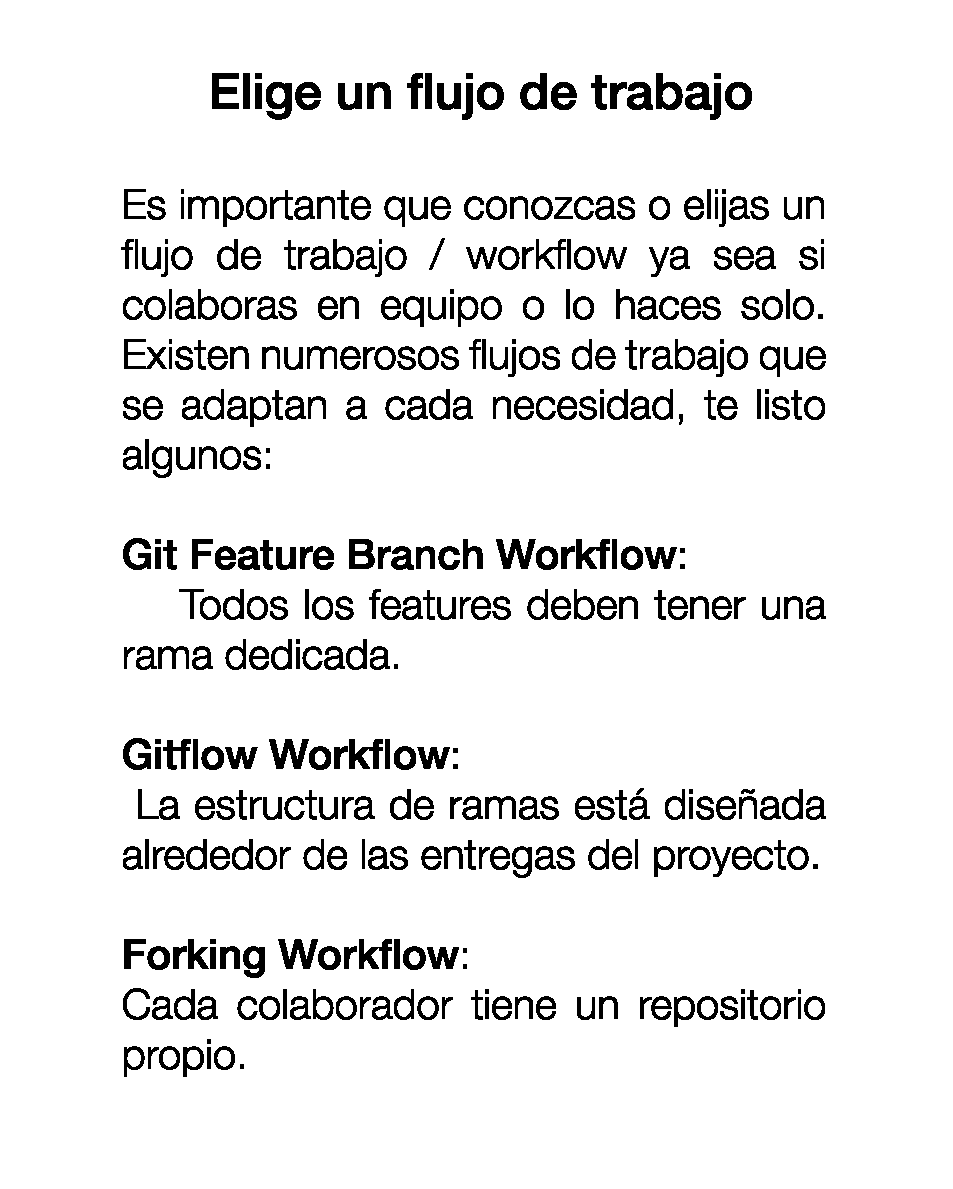 Elige un flujo de trabajo
Es importante que conozcas o elijas un
flujo de trabajo / workflow ya sea si
colaboras en equipo o lo haces solo.
Existen numerosos flujos de trabajo que
se adaptan a cada necesidad, te listo
algunos:
Git Feature Branch Workflow:
Todos los features deben tener una
rama dedicada.
Gitflow Workflow:
La estructura de ramas está diseñada
alrededor de las entregas del proyecto.
Forking Workflow:
Cada colaborador tiene un repositorio
propio.